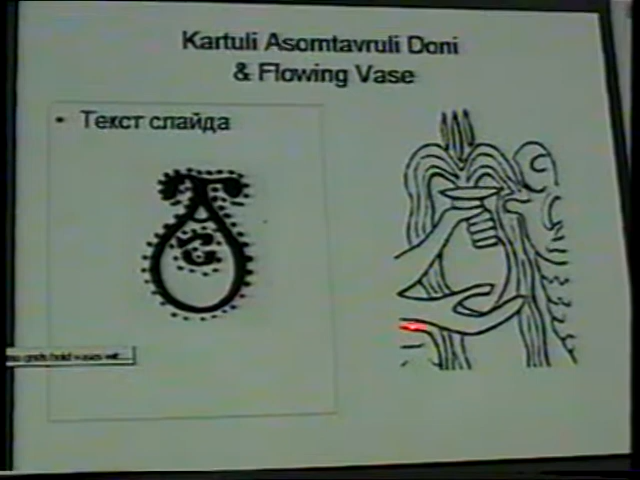 Kartuli Asomtavruli Doni
& Flowing Vase
• Текст слайда